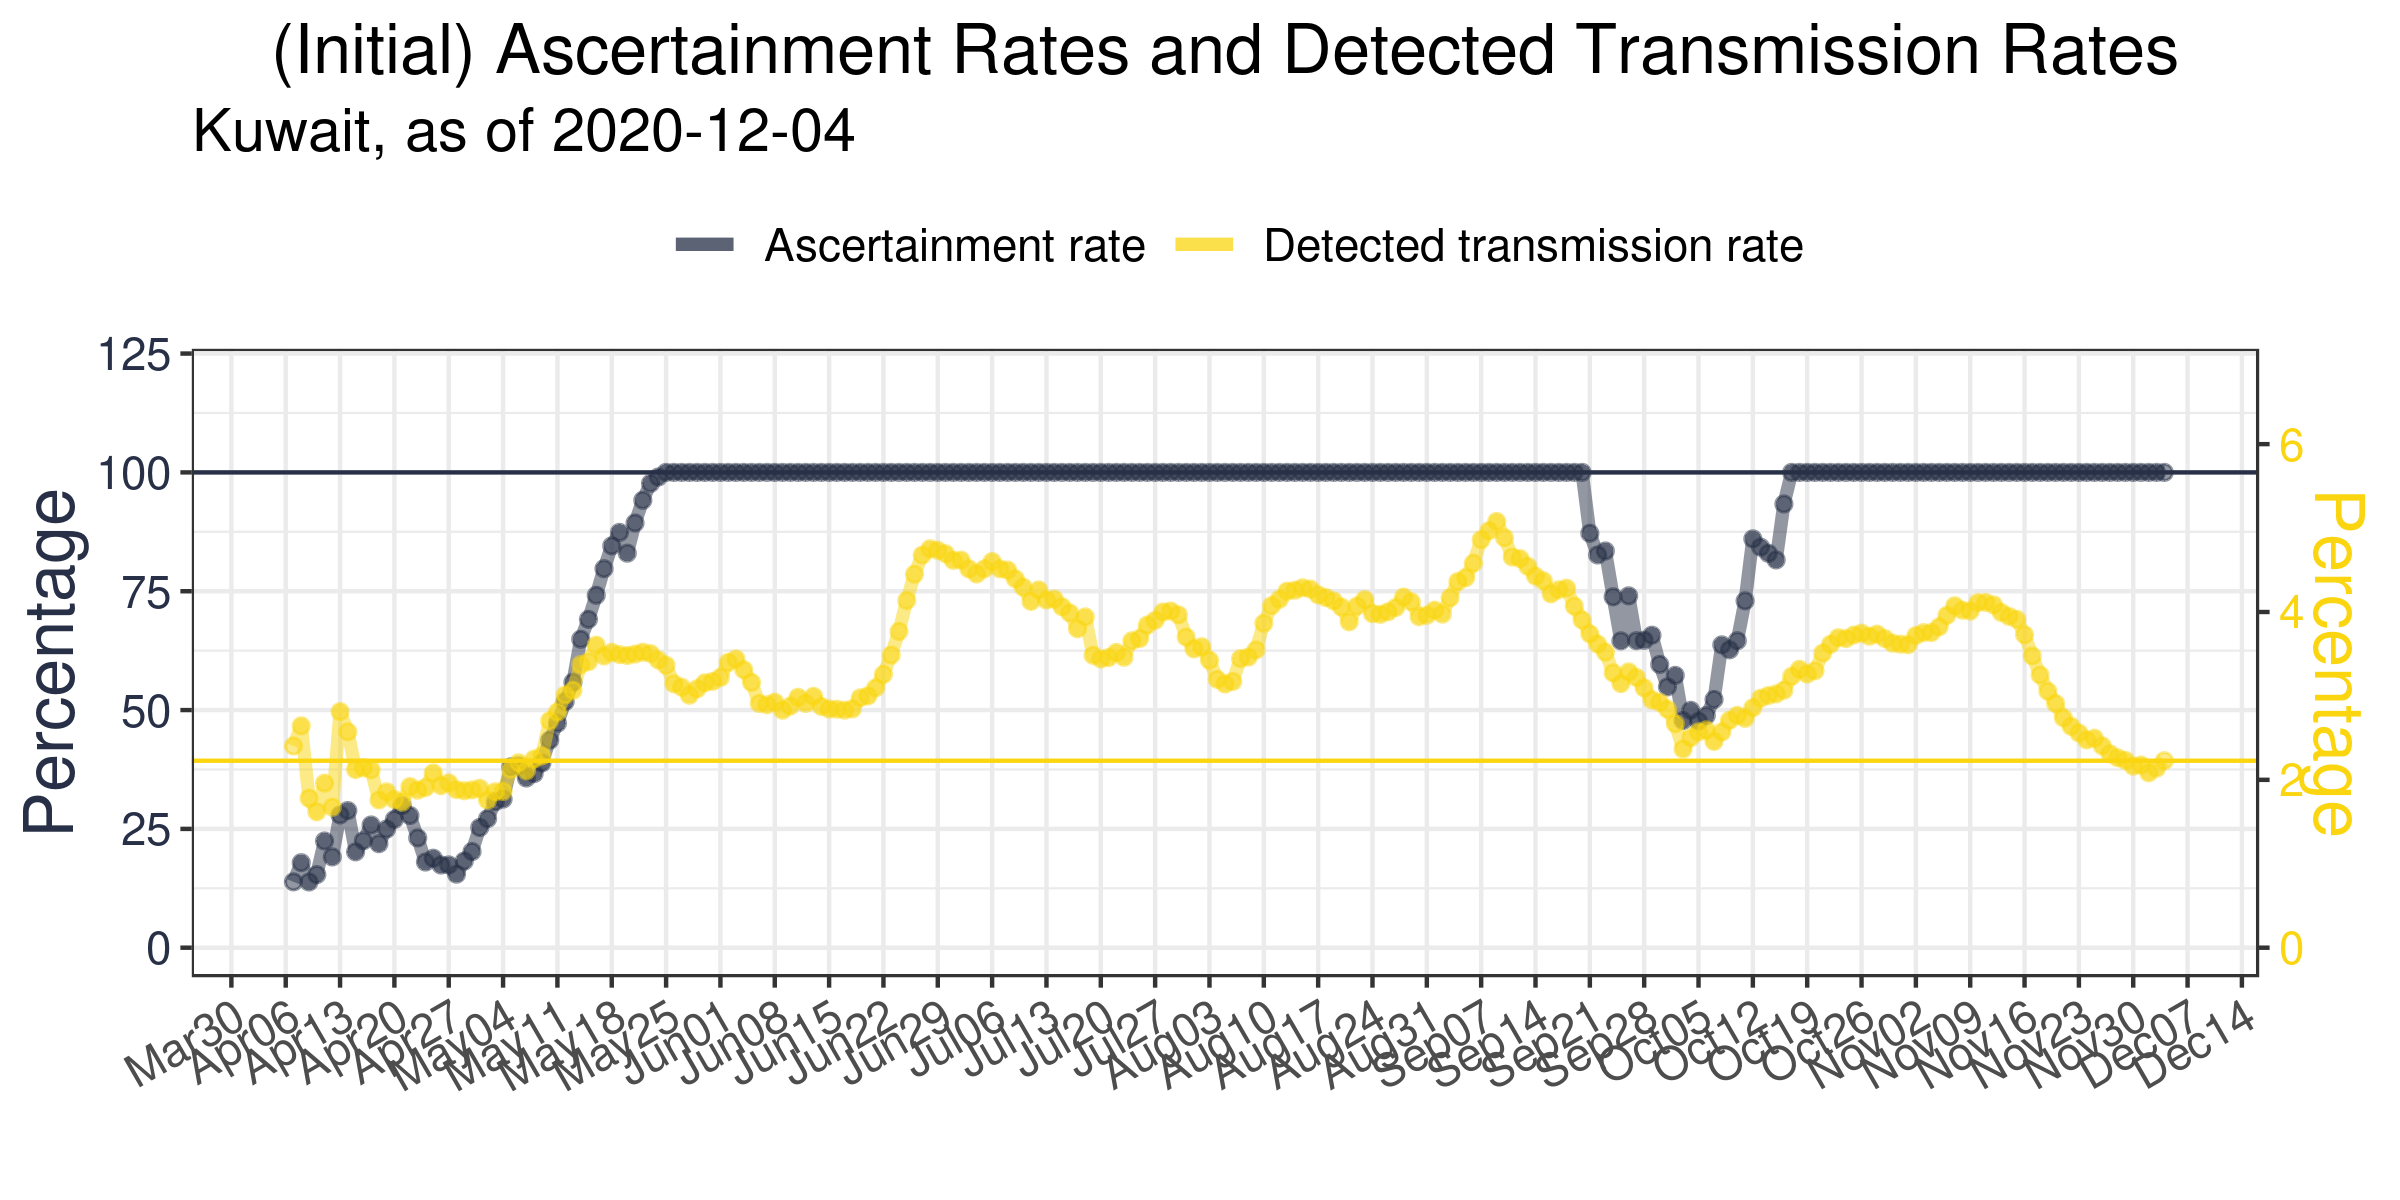 (Initial) Ascertainment Rates and Detected Transmission Rates
Kuwait, as of 2020-12-04
Ascertainment rate
Detected transmission rate
Percentage
125
100
75
50
25
0
6
4
2
0
Percentage
Mar30
Apr06
Apr13
Apr20
Apr27
May04
May11
May18
May25
Jun01
Jun08
Jun15
Jun22
Jun29
Jul06
Jul13
Jul20
Jul27
Aug03
Aug10
Aug17
Aug24
Aug31
Sep07
Sep14
Sep21
Sep28
Oct05
Oct12
Oct19
Oct26
Nov02
Nov09
Nov16
Nov23
Nov30
Dec07
Dec14